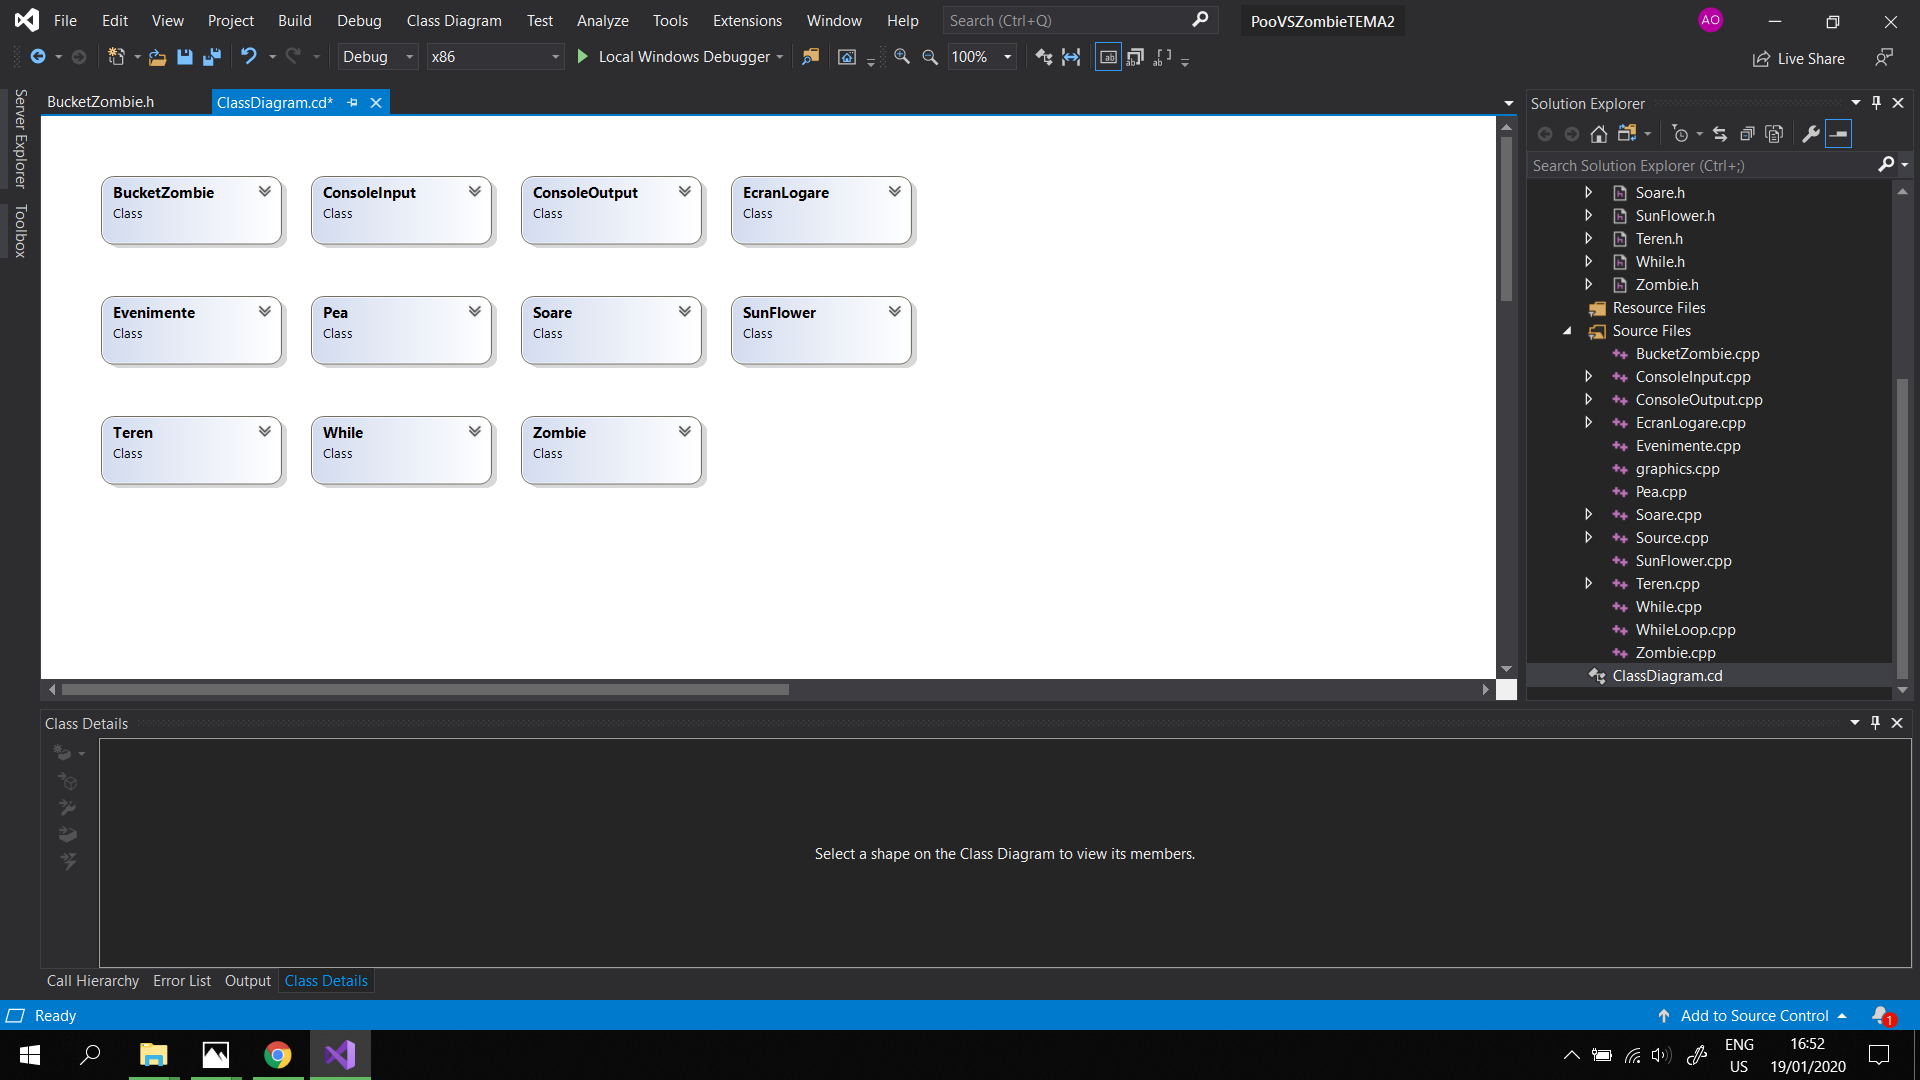 File Edit View Project Build Debug Class Diagram Test Analyze Tools Extensions Window Help Search (Ctrl+Q) PooVSZombieTEMA2 AO
Debug x86 Local Windows Debugger 100% Live Share
Server Explorer
Toolbox
BucketZombie.h ClassDiagram.cd*
BucketZombie
Class
ConsoleInput
Class
ConsoleOutput
Class
EcranLogare
Class
Evenimente
Class
Pea
Class
Soare
Class
SunFlower
Class
Teren
Class
While
Class
Zombie
Class
Solution Explorer
Search Solution Explorer (Ctrl+;)
Soare.h
SunFlower.h
Teren.h
While.h
Zombie.h
Resource Files
Source Files
BucketZombie.cpp
ConsoleInput.cpp
ConsoleOutput.cpp
EcranLogare.cpp
Evenimente.cpp
graphics.cpp
Pea.cpp
Soare.cpp
Source.cpp
SunFlower.cpp
Teren.cpp
While.cpp
WhileLoop.cpp
Zombie.cpp
ClassDiagram.cd
Class Details
Select a shape on the Class Diagram to view its members.
Call Hierarchy Error List Output Class Details
Ready Add to Source Control 1
ENG
US
16:52
19/01/2020